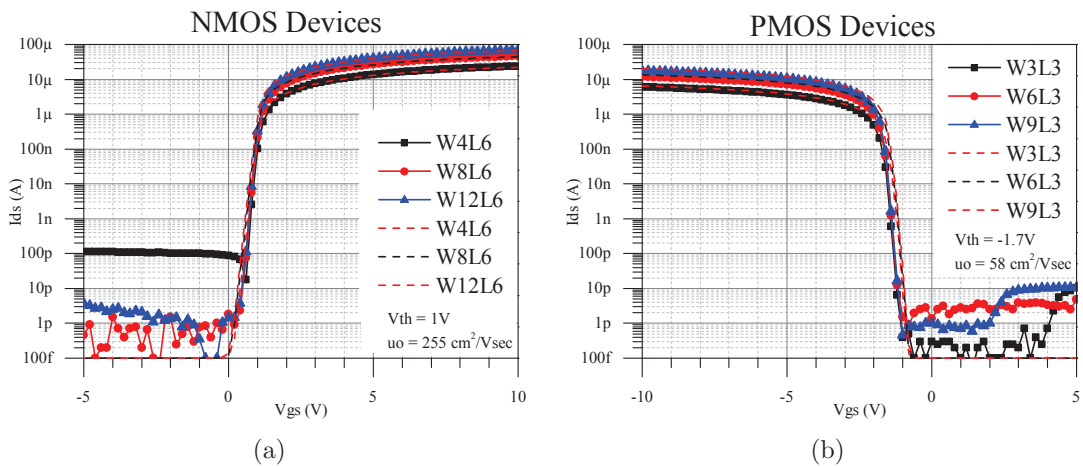 NMOS Devices
100μ
10μ
1μ
100n
10n
1n
100p
10p
1p
100f
Ids (A)
-5
0
5
10
Vgs (V)
W4L6
W8L6
W12L6
W4L6
W8L6
W12L6
Vth = 1V
uo = 255 cm²/Vsec
(a)
PMOS Devices
100μ
10μ
1μ
100n
10n
1n
100p
10p
1p
100f
Ids (A)
-10
-5
0
5
Vgs (V)
W3L3
W6L3
W9L3
W3L3
W6L3
W9L3
Vth = -1.7V
uo = 58 cm²/Vsec
(b)